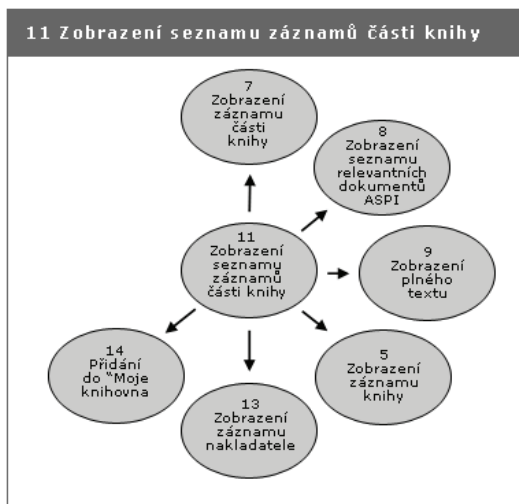 11 Zobrazení seznamu záznamů části knihy
7
Zobrazení
záznamu
části
knihy
8
Zobrazení
seznamu
relevantních
dokumentů
ASPI
11
Zobrazení
seznamu
záznamů
části knihy
9
Zobrazení
plného
textu
14
Přidání
do "Moje
knihovna
5
Zobrazení
záznamu
knihy
13
Zobrazení
záznamu
nakladatele